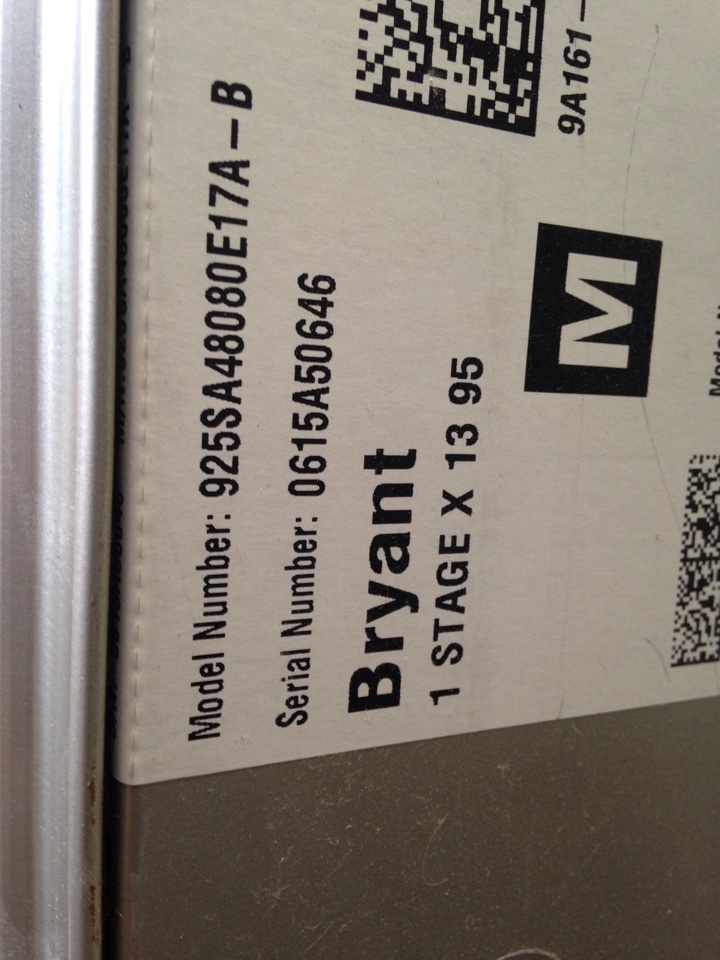 Model Number: 925SA48080E17A-B
Serial Number: 0615A50646
Bryant
1 STAGE X 13 95
M
9A161-